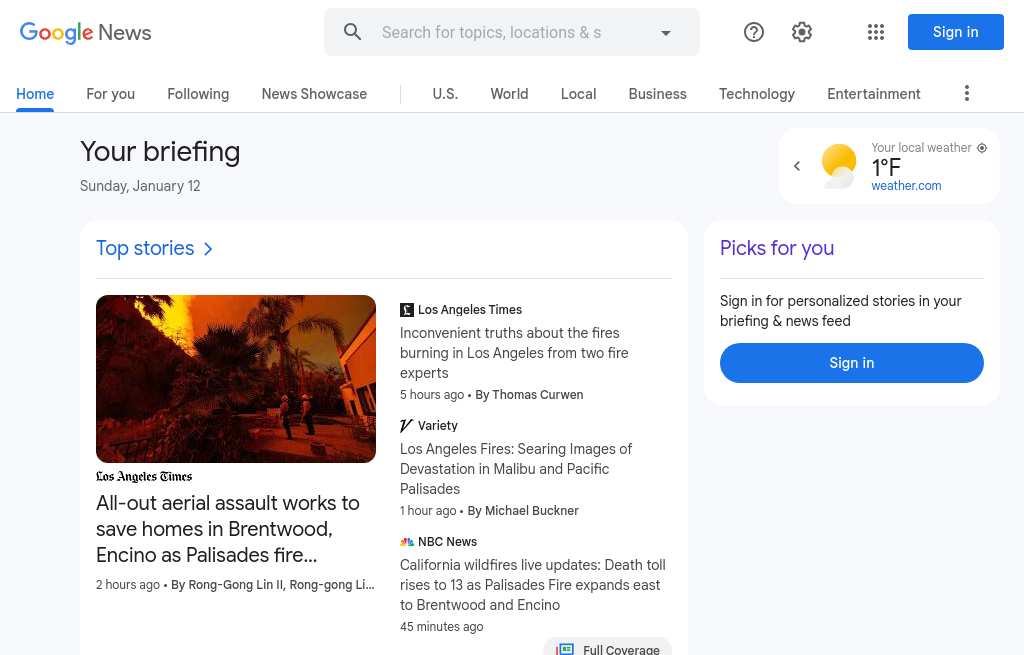 Google News
Search for topics, locations & s
Sign in
Home
For you
Following
News Showcase
U.S.
World
Local
Business
Technology
Entertainment
Your briefing
Sunday, January 12
Your local weather
1°F
weather.com
Top stories
Los Angeles Times
All-out aerial assault works to
save homes in Brentwood,
Encino as Palisades fire...
2 hours ago • By Rong-Gong Lin II, Rong-gong Li...
Los Angeles Times
Inconvenient truths about the fires
burning in Los Angeles from two fire
experts
5 hours ago • By Thomas Curwen
Variety
Los Angeles Fires: Searing Images of
Devastation in Malibu and Pacific
Palisades
1 hour ago • By Michael Buckner
NBC News
California wildfires live updates: Death toll
rises to 13 as Palisades Fire expands east
to Brentwood and Encino
45 minutes ago
Full Coverage
Picks for you
Sign in for personalized stories in your
briefing & news feed
Sign in